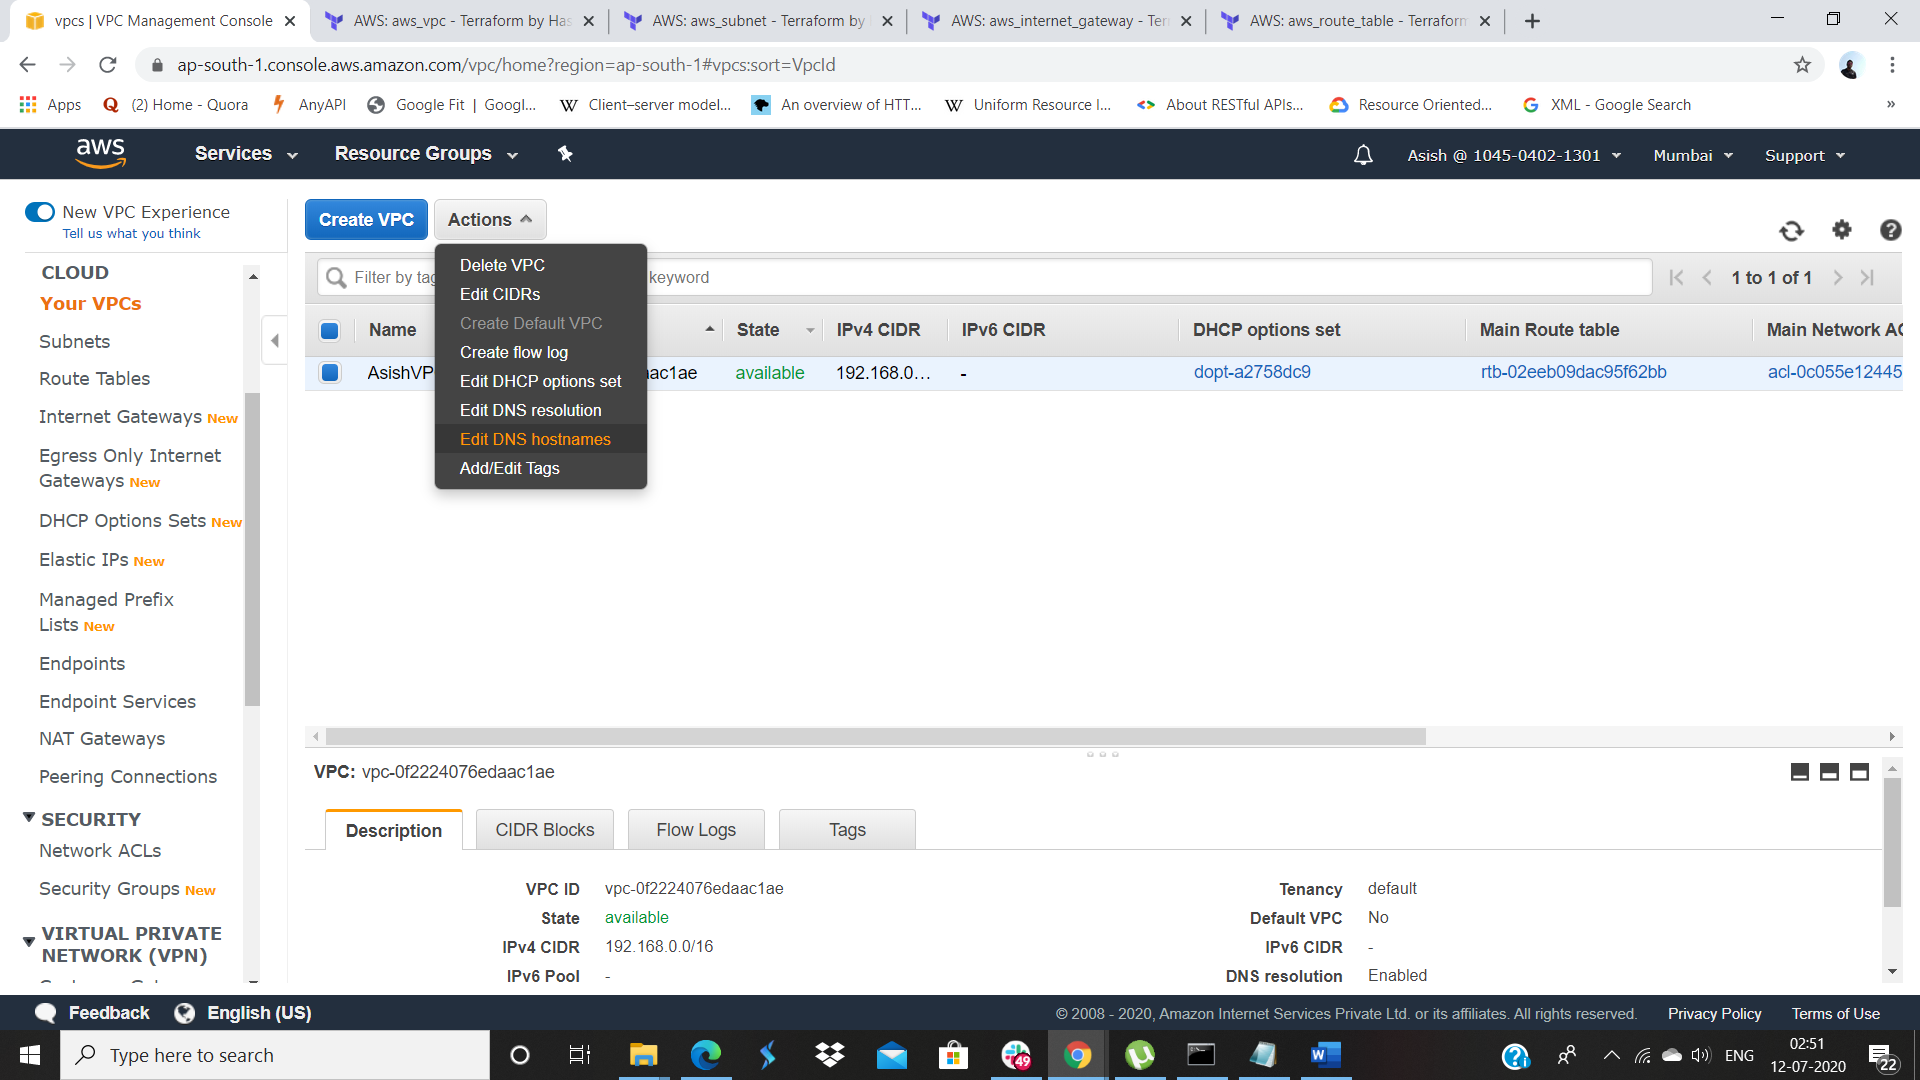 vpcs | VPC Management Console
AWS: aws_vpc - Terraform by Has
AWS: aws_subnet - Terraform by
AWS: aws_internet_gateway - Ter
AWS: aws_route_table - Terraform
ap-south-1.console.aws.amazon.com/vpc/home?region=ap-south-1#vpcs:sort=VpcId
Apps
(2) Home - Quora
AnyAPI
Google Fit | Googl...
Client–server model...
An overview of HTT...
Uniform Resource I...
About RESTful APIs...
Resource Oriented...
XML - Google Search
»
aws
Services
Resource Groups
Asish @ 1045-0402-1301
Mumbai
Support
New VPC Experience
Tell us what you think
CLOUD
Your VPCs
Subnets
Route Tables
Internet Gateways New
Egress Only Internet
Gateways New
DHCP Options Sets New
Elastic IPs New
Managed Prefix
Lists New
Endpoints
Endpoint Services
NAT Gateways
Peering Connections
SECURITY
Network ACLs
Security Groups New
VIRTUAL PRIVATE
NETWORK (VPN)
Create VPC
Actions
Delete VPC
Edit CIDRs
Create Default VPC
Create flow log
Edit DHCP options set
Edit DNS resolution
Edit DNS hostnames
Add/Edit Tags
Filter by tag
keyword
1 to 1 of 1
Name
State
IPv4 CIDR
IPv6 CIDR
DHCP options set
Main Route table
Main Network AC
AsishVP
ac1ae
available
192.168.0...
-
dopt-a2758dc9
rtb-02eeb09dac95f62bb
acl-0c055e12445
VPC: vpc-0f2224076edaac1ae
Description
CIDR Blocks
Flow Logs
Tags
VPC ID vpc-0f2224076edaac1ae
Tenancy default
State available
Default VPC No
IPv4 CIDR 192.168.0.0/16
IPv6 CIDR -
IPv6 Pool -
DNS resolution Enabled
Feedback
English (US)
© 2008 - 2020, Amazon Internet Services Private Ltd. or its affiliates. All rights reserved.
Privacy Policy
Terms of Use
Type here to search
49
ENG
02:51
12-07-2020
22